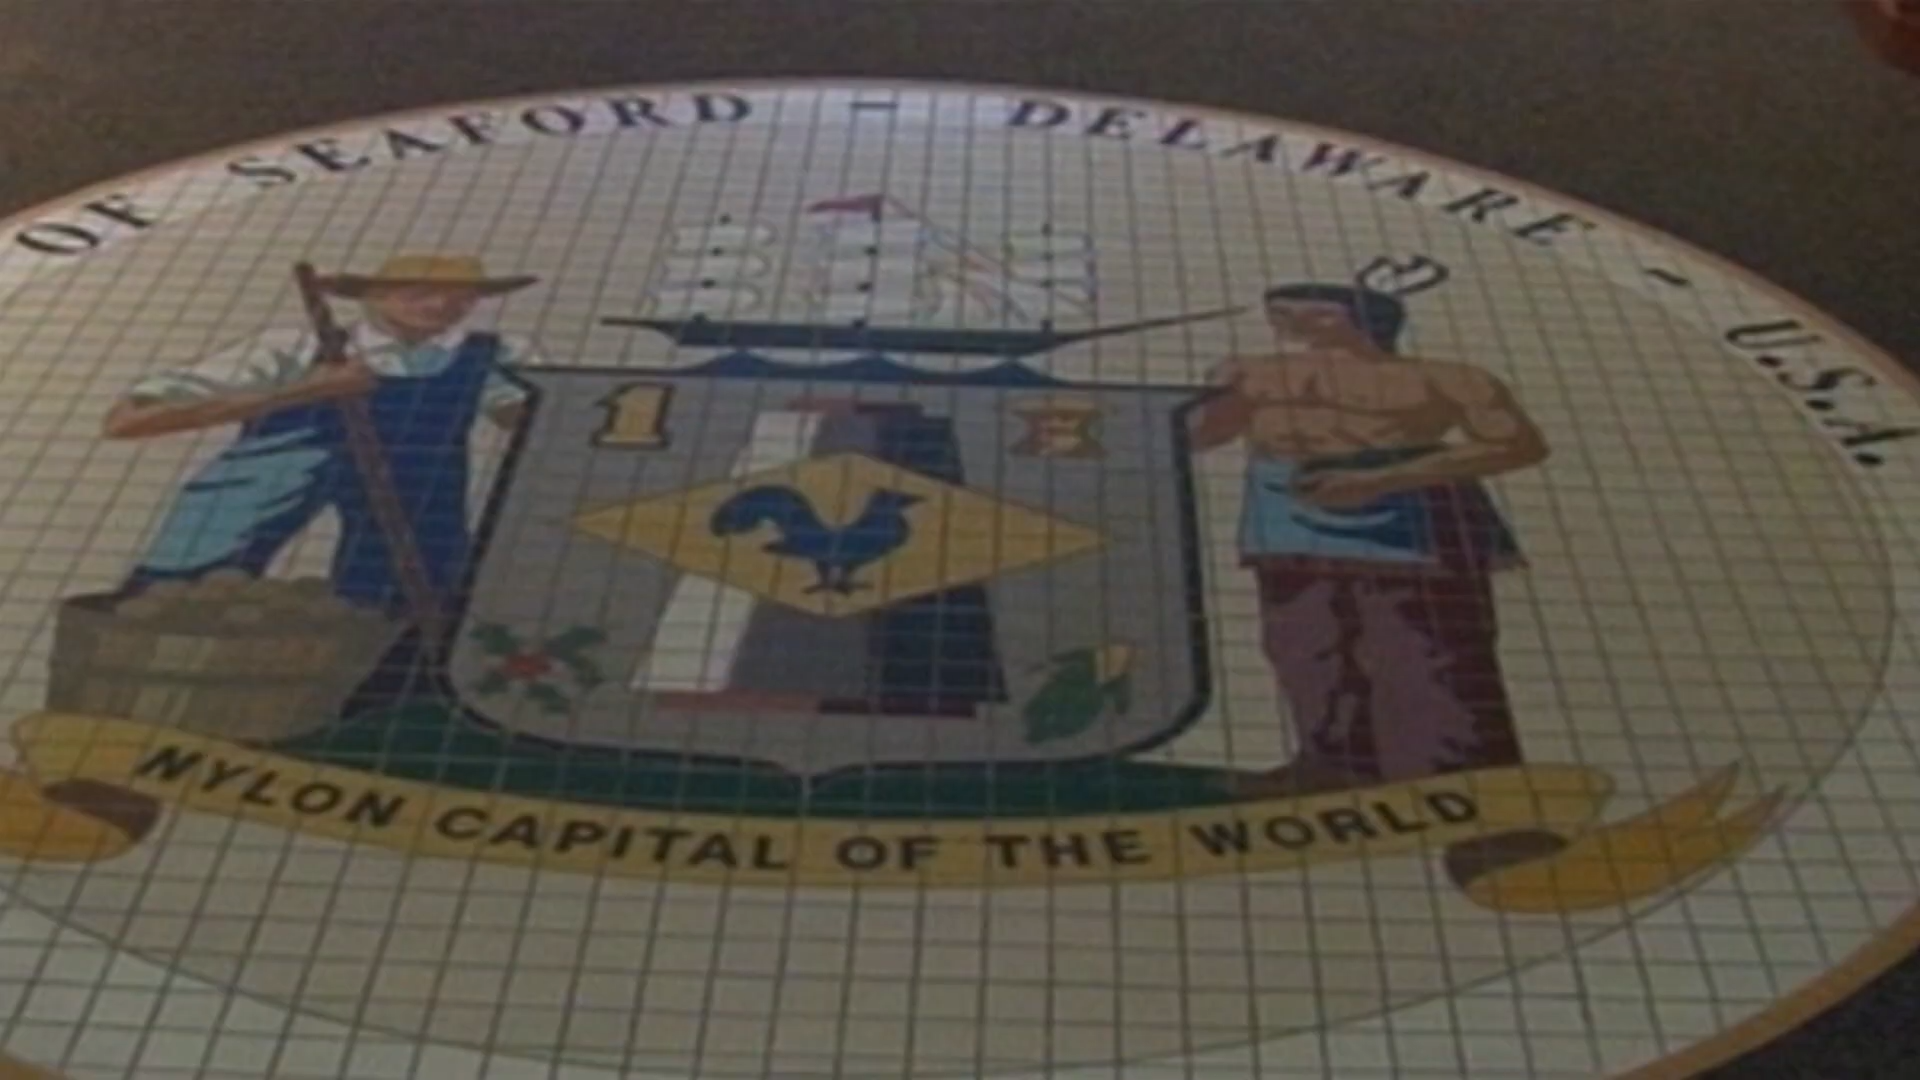 OF SEAFORD - DELAWARE - U.S.A.
1
NYLON CAPITAL OF THE WORLD